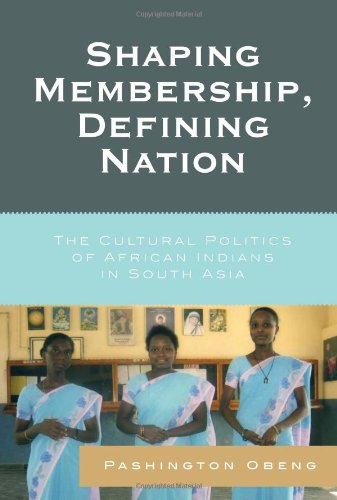 SHAPING
MEMBERSHIP,
DEFINING
NATION
THE CULTURAL POLITICS
OF AFRICAN INDIANS
IN SOUTH ASIA
PASHINGTON OBENG